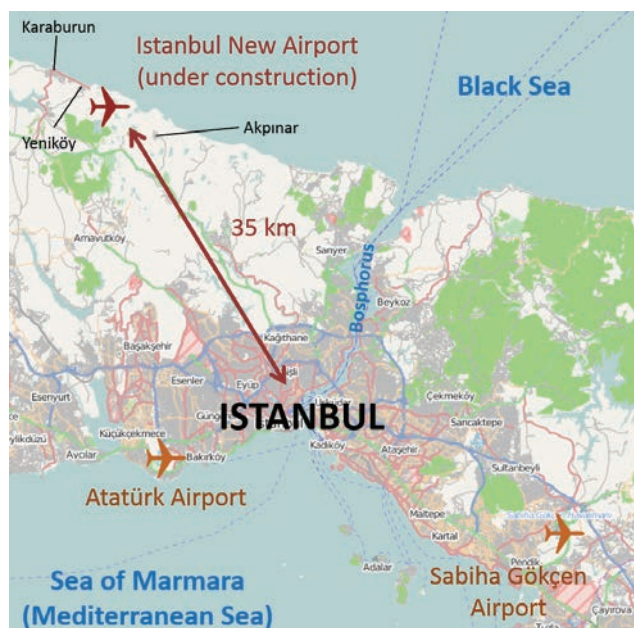 Karaburun
Istanbul New Airport
(under construction)
Black Sea
Yeniköy
Akpınar
35 km
Arnavutköy
Sarıyer
Bosphorus
Beykoz
Kağıthane
Başakşehir
Esenler
Eyüp
Esenyurt
ISTANBUL
Çekmeköy
Küçükçekmece
Sancaktepe
Avcılar
Bakırköy
Kadıköy
Ataşehir
Sultanbeyli
Atatürk Airport
Maltepe
Kartal
Pendik
Adalar
Sabiha Gökçen
Airport
Sea of Marmara
(Mediterranean Sea)
Çayırova